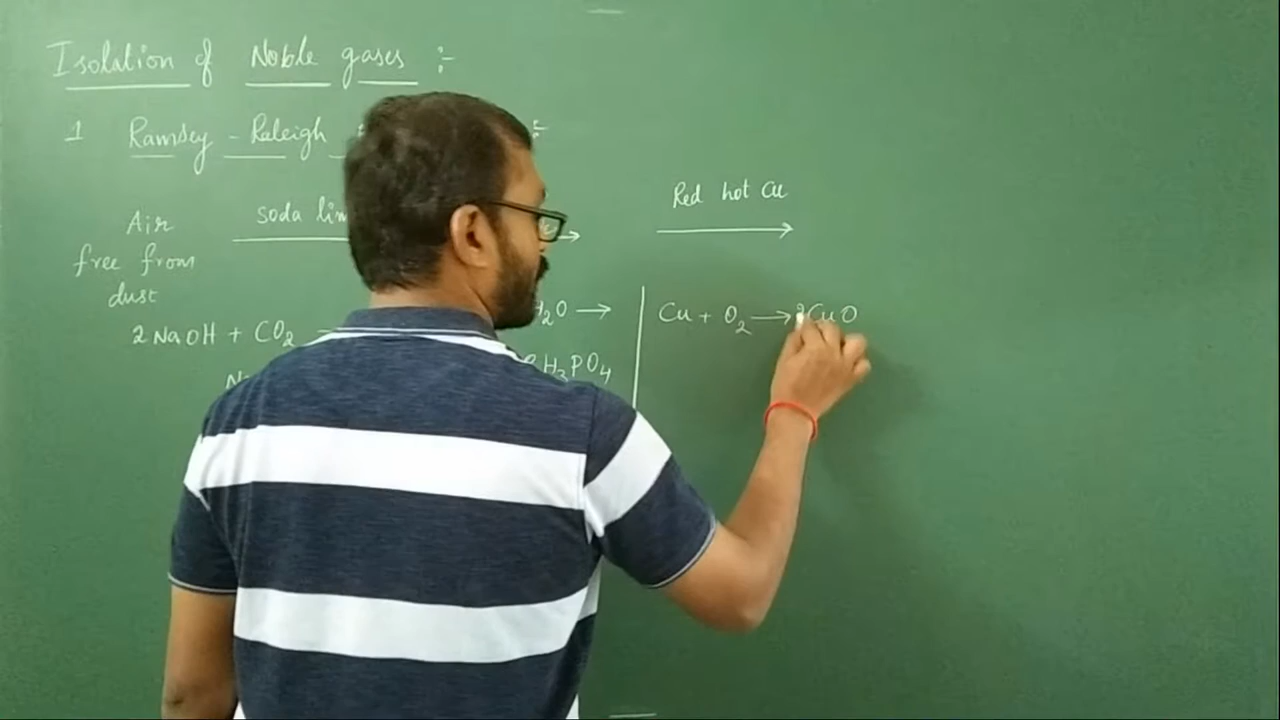 Isolation of Noble gases :-
1 Ramsey - Raleigh
Air free from dust
soda lim
Red hot Cu
2 NaOH + CO2
H2O →
H3PO4
Cu + O2 → 2CuO